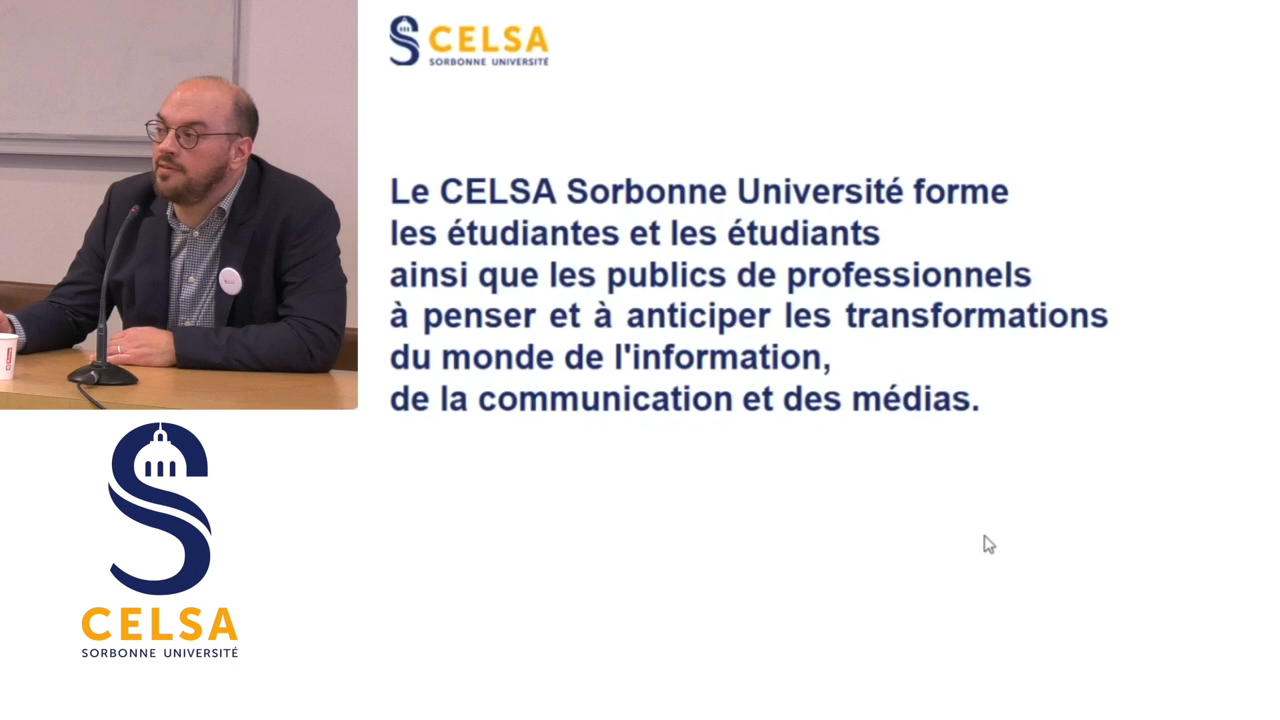 CELSA
SORBONNE UNIVERSITÉ
Le CELSA Sorbonne Université forme
les étudiantes et les étudiants
ainsi que les publics de professionnels
à penser et à anticiper les transformations
du monde de l'information,
de la communication et des médias.
CELSA
SORBONNE UNIVERSITÉ